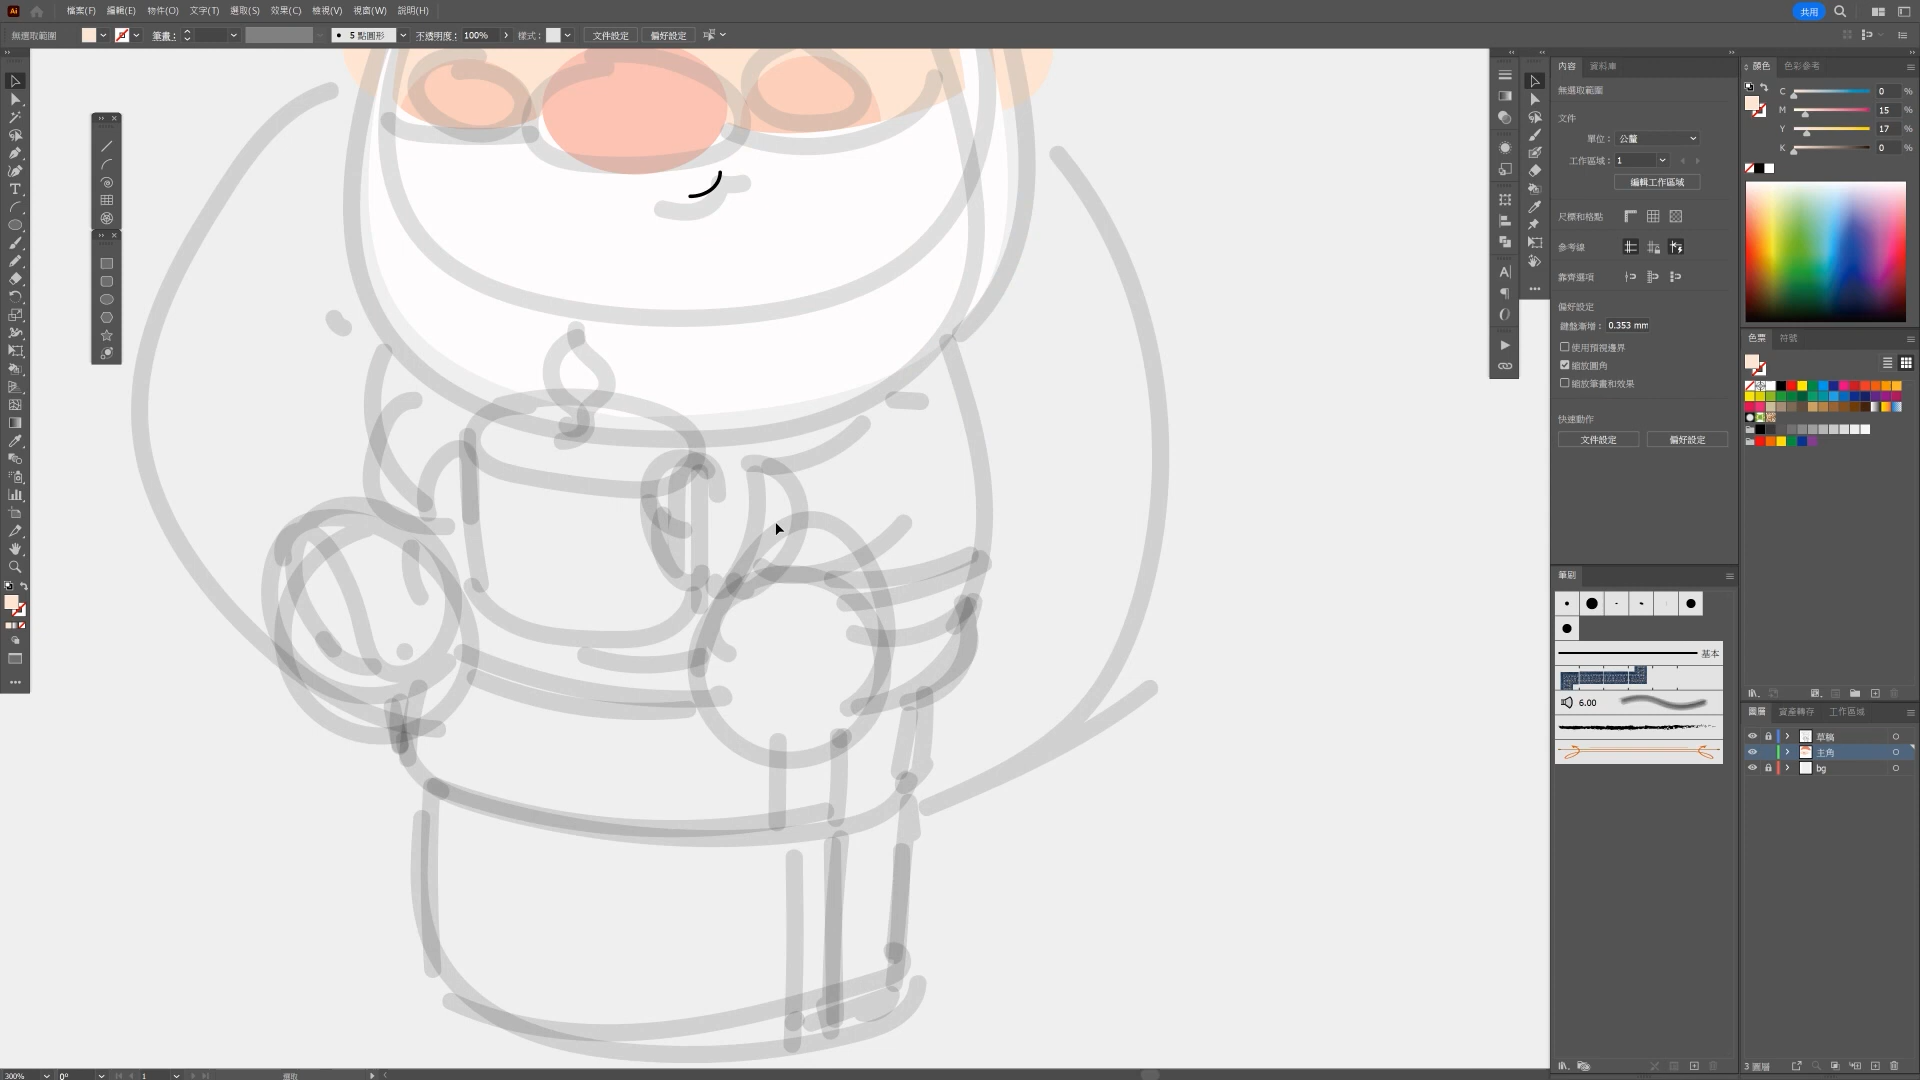 Ai 檔案(F) 編輯(E) 物件(O) 文字(T) 選取(S) 效果(C) 檢視(V) 視窗(W) 說明(H) 共用
無選取範圍 筆畫: 5 點圓形 不透明度: 100% 樣式: 文件設定 偏好設定
內容 資料庫
無選取範圍
文件
單位: 公釐
工作區域: 1
編輯工作區域
尺標和格點
參考線
靠齊選項
偏好設定
鍵盤漸增: 0.353 mm
使用預視邊界
縮放圓角
縮放筆畫和效果
快速動作
文件設定 偏好設定
筆刷
基本
6.00
顏色 色彩參考
C 0 %
M 15 %
Y 17 %
K 0 %
色票 符號
圖層 資產轉存 工作區域
草稿
主角
bg
3 圖層
300% 0° 1 選取